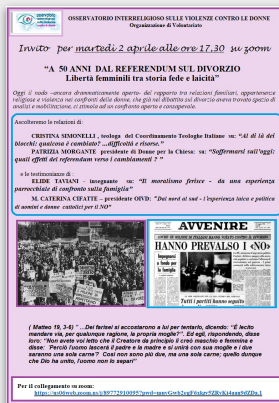 OSSERVATORIO INTERRELIGIOSO SULLE VIOLENZE CONTRO LE DONNE
Organizzazione di Volontariato
Invito per martedì 2 aprile alle ore 17,30 su zoom
“A 50 ANNI DAL REFERENDUM SUL DIVORZIO
Libertà femminili tra storia fede e laicità”
Oggi il nodo –ancora drammaticamente aperto- del rapporto tra relazioni familiari, appartenenze
religiose e violenza nei confronti delle donne, che già nel dibattito sul divorzio aveva trovato spazio di
analisi e mobilitazione, ci stimola ad un confronto aperto e consapevole.
Ascolteremo le relazioni di:
CRISTINA SIMONELLI , teologa del Coordinamento Teologhe Italiane su: “Al di là dei
blocchi: qualcosa è cambiato? ...difficoltà e risorse.”
PATRIZIA MORGANTE presidente di Donne per la Chiesa: su: “Soffermarsi sull'oggi:
quali effetti del referendum verso i cambiamenti ? ”
e le testimonianze di :
ELIDE TAVIANI – insegnante su: “Il moralismo ferisce - da una esperienza
parrocchiale di confronto sulla famiglia”
M. CATERINA CIFATTE – presidente OIVD: “Dai nord ai sud - l'esperienza laica e politica
di uomini e donne cattolici per il NO”
AVVENIRE
HANNO PREVALSO I «NO»
Impegnarsi
a fondo
per la
famiglia
Tutti i partiti hanno seguito
( Matteo 19, 3-6) “ ...Dei farisei si accostarono a lui per tentarlo, dicendo: “È lecito
mandare via, per qualunque ragione, la propria moglie?”. Ed egli, rispondendo, disse
loro: “Non avete voi letto che il Creatore da principio li creò maschio e femmina e
disse: Perciò l'uomo lascerà il padre e la madre e si unirà con sua moglie e i due
saranno una sola carne? Così non sono più due, ma una sola carne; quello dunque
che Dio ha unito, l'uomo non lo separi”
Per il collegamento su zoom: